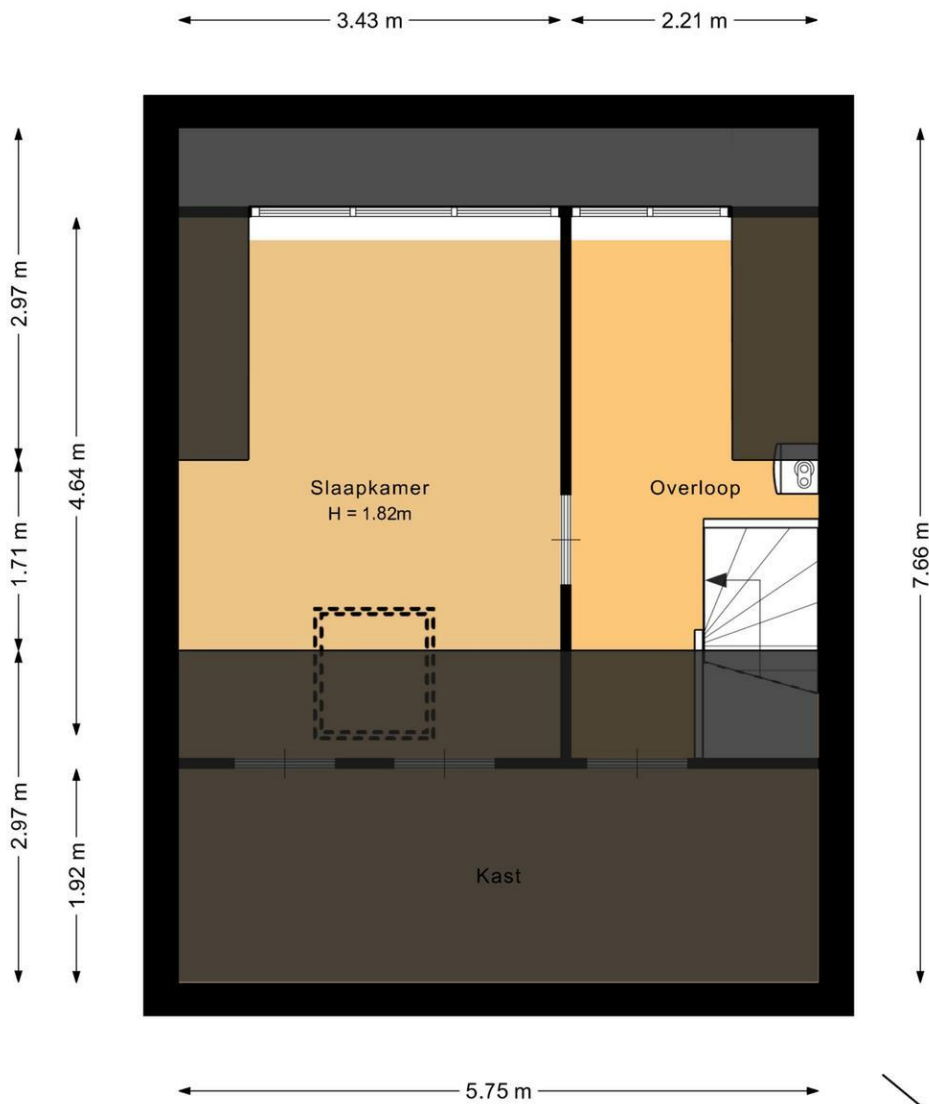 3.43 m
2.21 m
2.97 m
4.64 m
Slaapkamer
H = 1.82m
Overloop
1.71 m
7.66 m
2.97 m
1.92 m
Kast
5.75 m